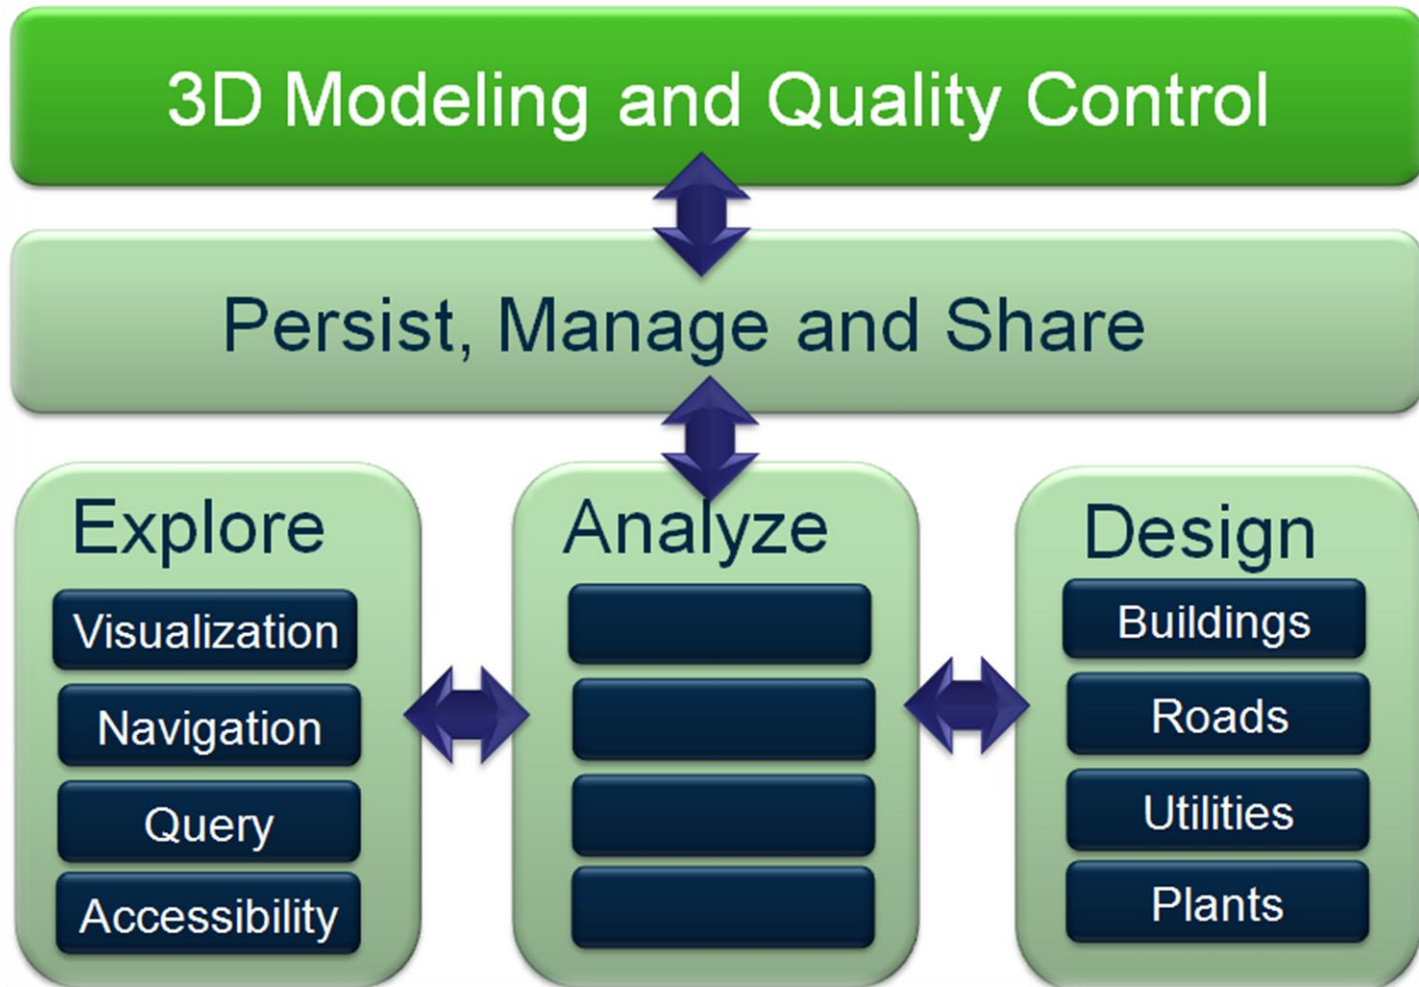 3D Modeling and Quality Control
Persist, Manage and Share
Explore
Visualization
Navigation
Query
Accessibility
Analyze
Design
Buildings
Roads
Utilities
Plants